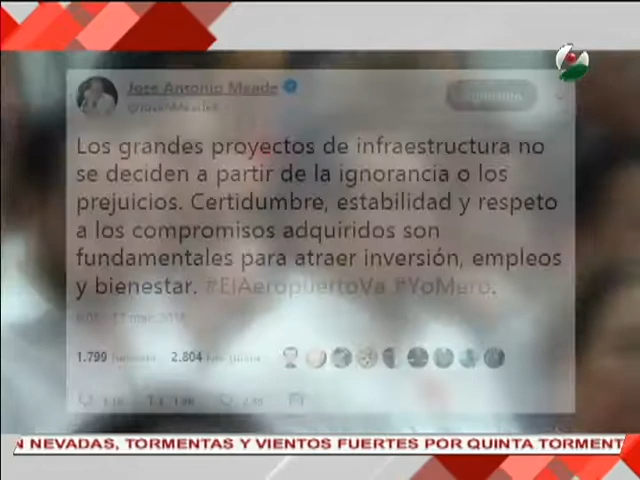 Jose Antonio Meade
Los grandes proyectos de infraestructura no
se deciden a partir de la ignorancia o los
prejuicios. Certidumbre, estabilidad y respeto
a los compromisos adquiridos son
fundamentales para atraer inversión, empleos
y bienestar. #ElAeropuertoVa #YoMero.
1.799
2.804
N NEVADAS, TORMENTAS Y VIENTOS FUERTES POR QUINTA TORMENT